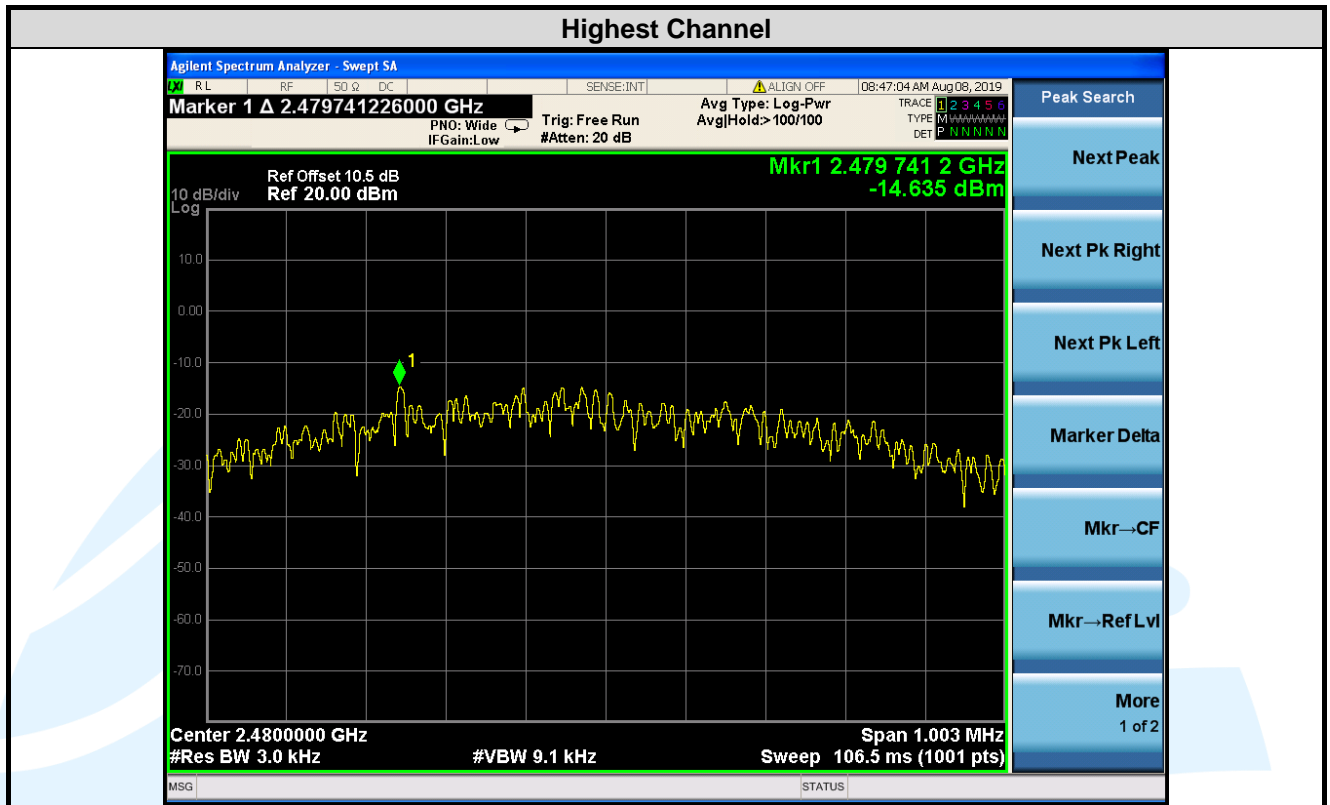 Highest Channel
Agilent Spectrum Analyzer - Swept SA
LXI RL RF 50 Ω DC SENSE:INT ALIGN OFF 08:47:04 AM Aug 08, 2019
Marker 1 Δ 2.479741226000 GHz
PNO: Wide
IFGain:Low
Trig: Free Run
#Atten: 20 dB
Avg Type: Log-Pwr
Avg|Hold:>100/100
TRACE 1 2 3 4 5 6
TYPE M WWWWW
DET P N N N N N
Mkr1 2.479 741 2 GHz
-14.635 dBm
Ref Offset 10.5 dB
10 dB/div Ref 20.00 dBm
Log
10.0
0.00
-10.0
1
-20.0
-30.0
-40.0
-50.0
-60.0
-70.0
Center 2.4800000 GHz Span 1.003 MHz
#Res BW 3.0 kHz #VBW 9.1 kHz Sweep 106.5 ms (1001 pts)
MSG STATUS
Peak Search
Next Peak
Next Pk Right
Next Pk Left
Marker Delta
Mkr→CF
Mkr→Ref Lvl
More
1 of 2